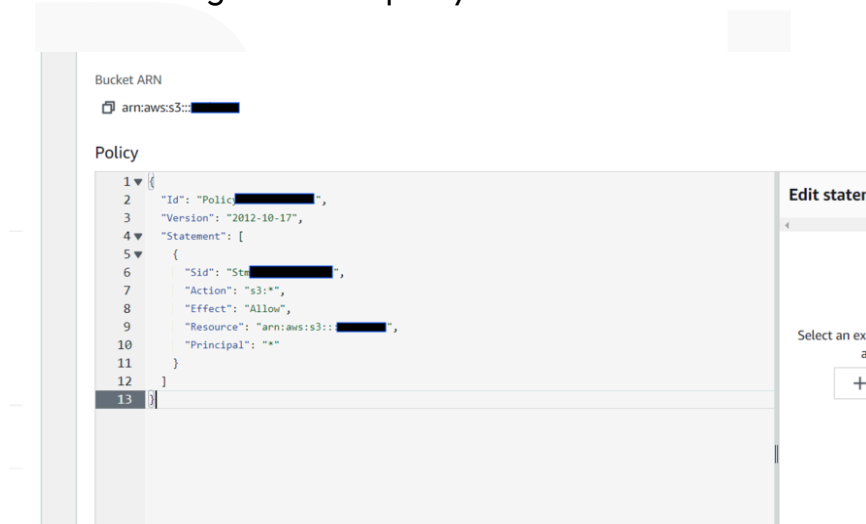 Bucket ARN
arn:aws:s3:::
Policy
1 {
2 "Id": "Polic ",
3 "Version": "2012-10-17",
4 "Statement": [
5 {
6 "Sid": "Stm ",
7 "Action": "s3:*",
8 "Effect": "Allow",
9 "Resource": "arn:aws:s3::: ",
10 "Principal": "*"
11 }
12 ]
13 }
Edit stater
Select an ex
a
+